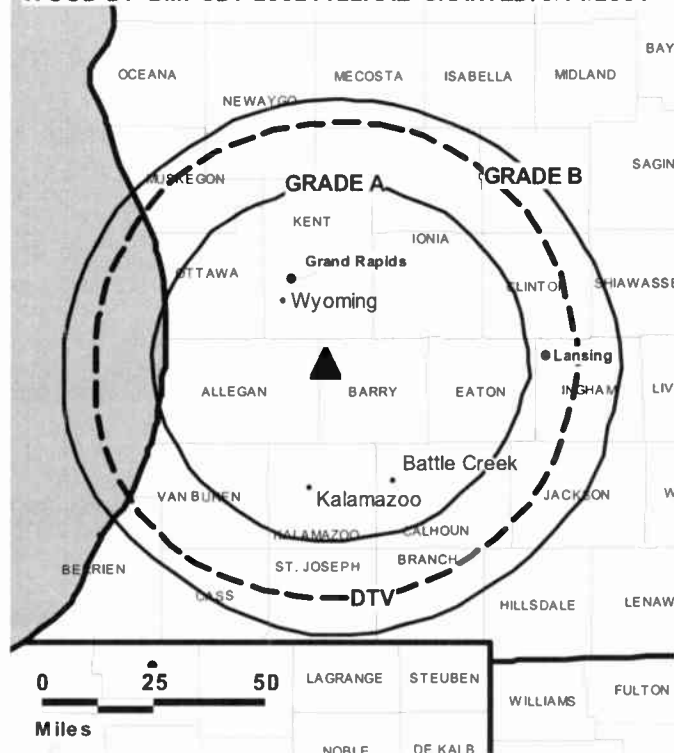 BAY
OCEANA
MECOSTA
ISABELLA
MIDLAND
NEWAYGO
SAGIN
MUSKEGON
GRADE A
GRADE B
KENT
IONIA
Grand Rapids
OTTAWA
CLINTON
SHIAWASSE
Wyoming
Lansing
ALLEGAN
BARRY
EATON
INGHAM
LIV
Battle Creek
VAN BUREN
Kalamazoo
JACKSON
W
KALAMAZOO
CALHOUN
BRANCH
ST. JOSEPH
BERRIEN
CASS
DTV
HILLSDALE
LENAW
0 25 50
LAGRANGE
STEUBEN
WILLIAMS
FULTON
Miles
NOBLE
DE KALB